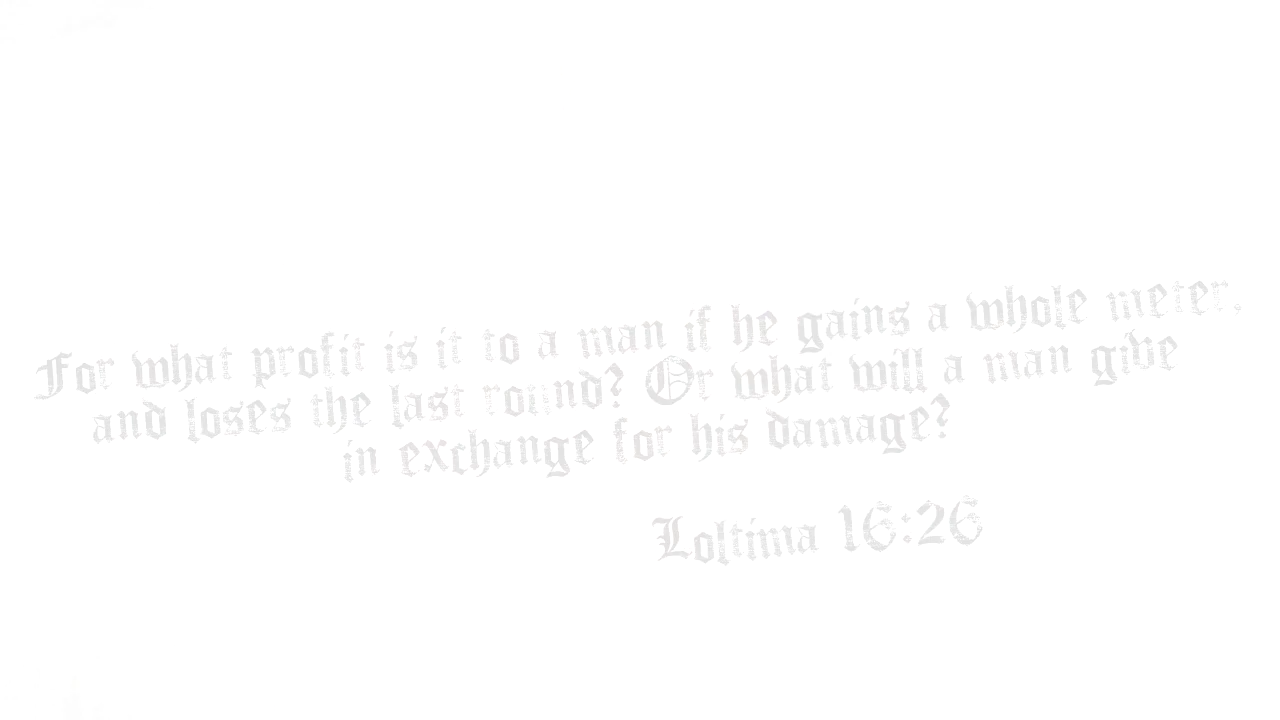 For what profit is it to a man if he gains a whole meter,
and loses the last round? Or what will a man give
in exchange for his damage?
Loltima 16:26